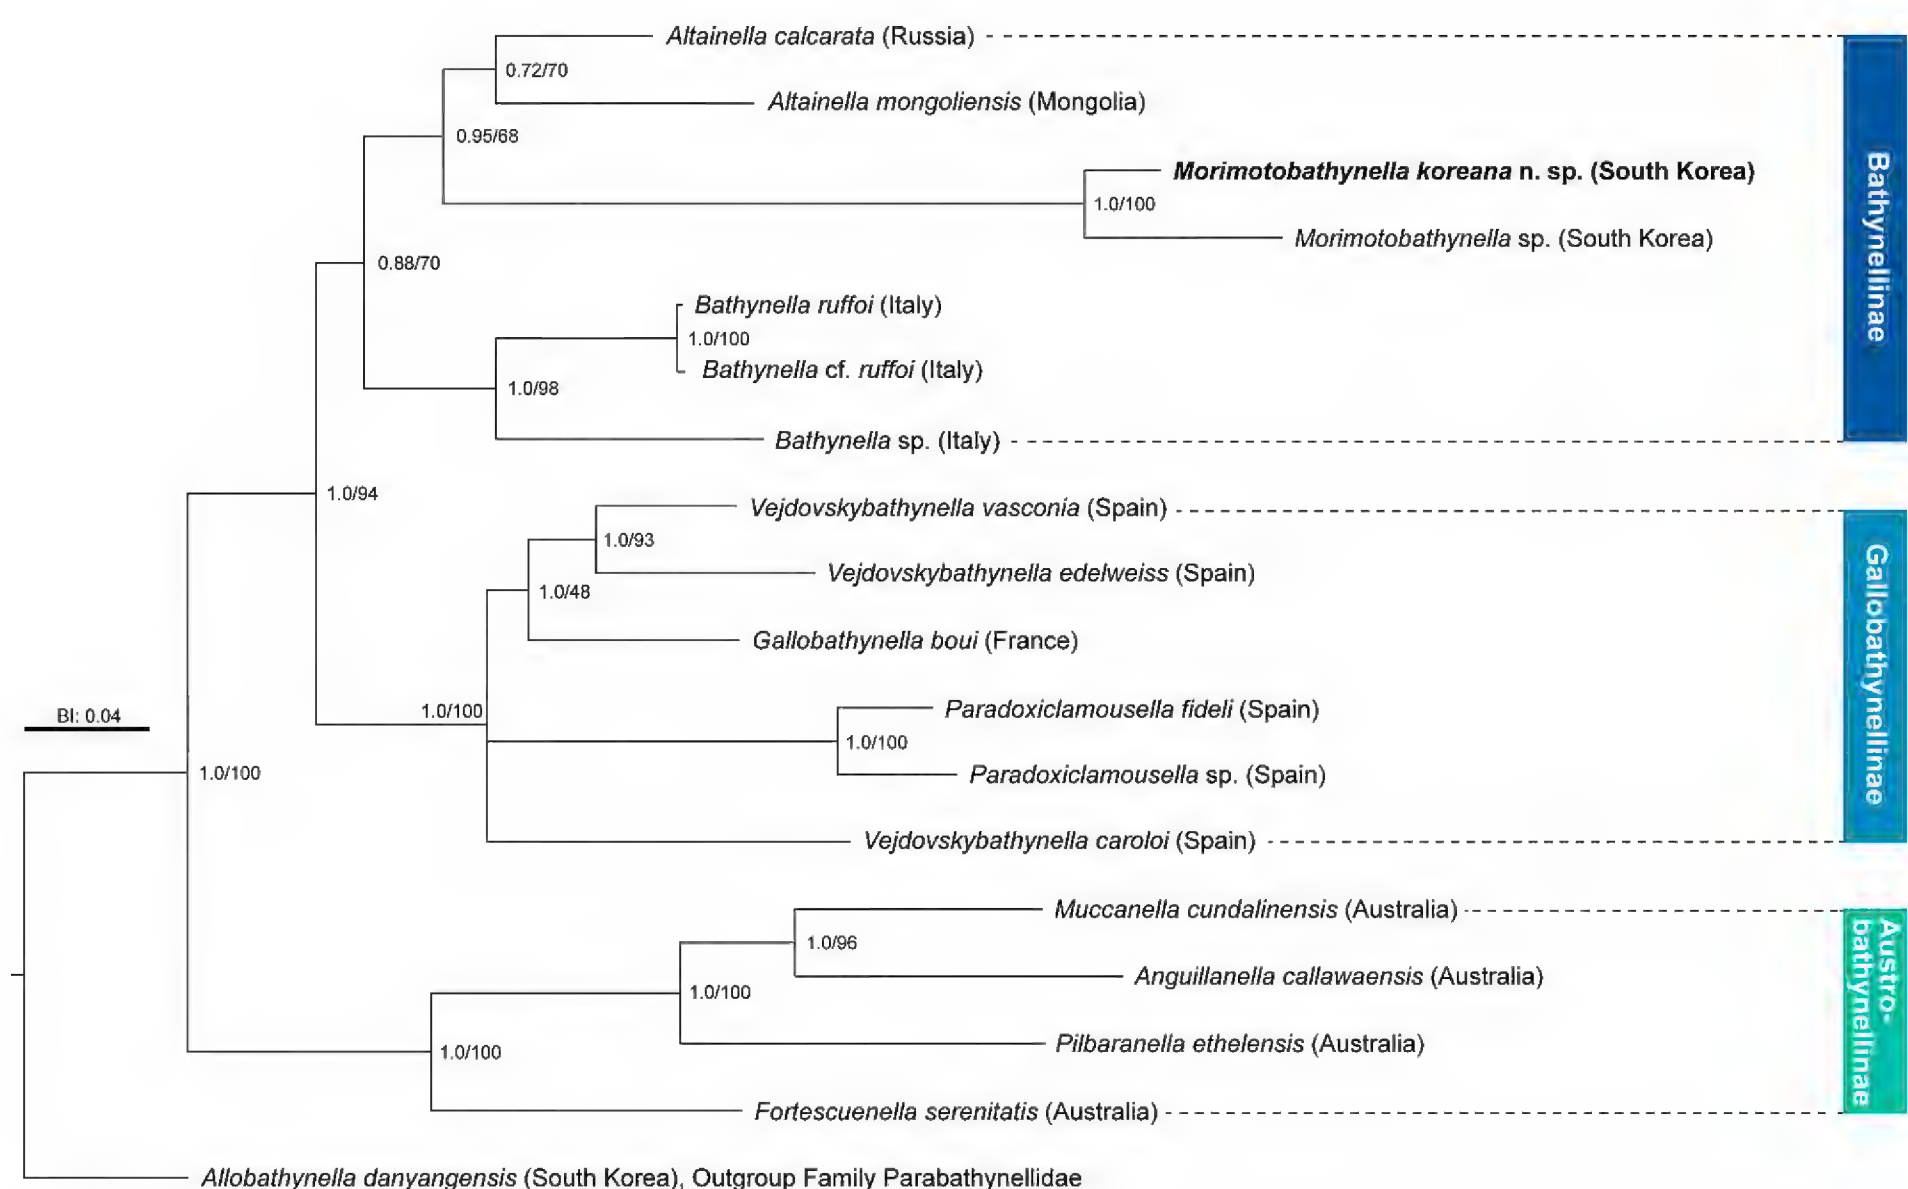 Altainella calcarata (Russia)
0.72/70
Altainella mongoliensis (Mongolia)
0.95/68
Morimotobathynella koreana n. sp. (South Korea)
1.0/100
Morimotobathynella sp. (South Korea)
0.88/70
Bathynella ruffoi (Italy)
1.0/100
Bathynella cf. ruffoi (Italy)
1.0/98
Bathynella sp. (Italy)
Bathynellinae
1.0/94
Vejdovskybathynella vasconia (Spain)
1.0/93
Vejdovskybathynella edelweiss (Spain)
1.0/48
Gallobathynella boui (France)
1.0/100
Paradoxiclamousella fideli (Spain)
1.0/100
Paradoxiclamousella sp. (Spain)
Vejdovskybathynella caroloi (Spain)
Gallobathynellinae
BI: 0.04
1.0/100
Muccanella cundalinensis (Australia)
1.0/96
Anguillanella callawaensis (Australia)
1.0/100
Pilbaranella ethelensis (Australia)
1.0/100
Fortescuenella serenitatis (Australia)
Austro-
bathynellinae
Allobathynella danyangensis (South Korea), Outgroup Family Parabathynellidae